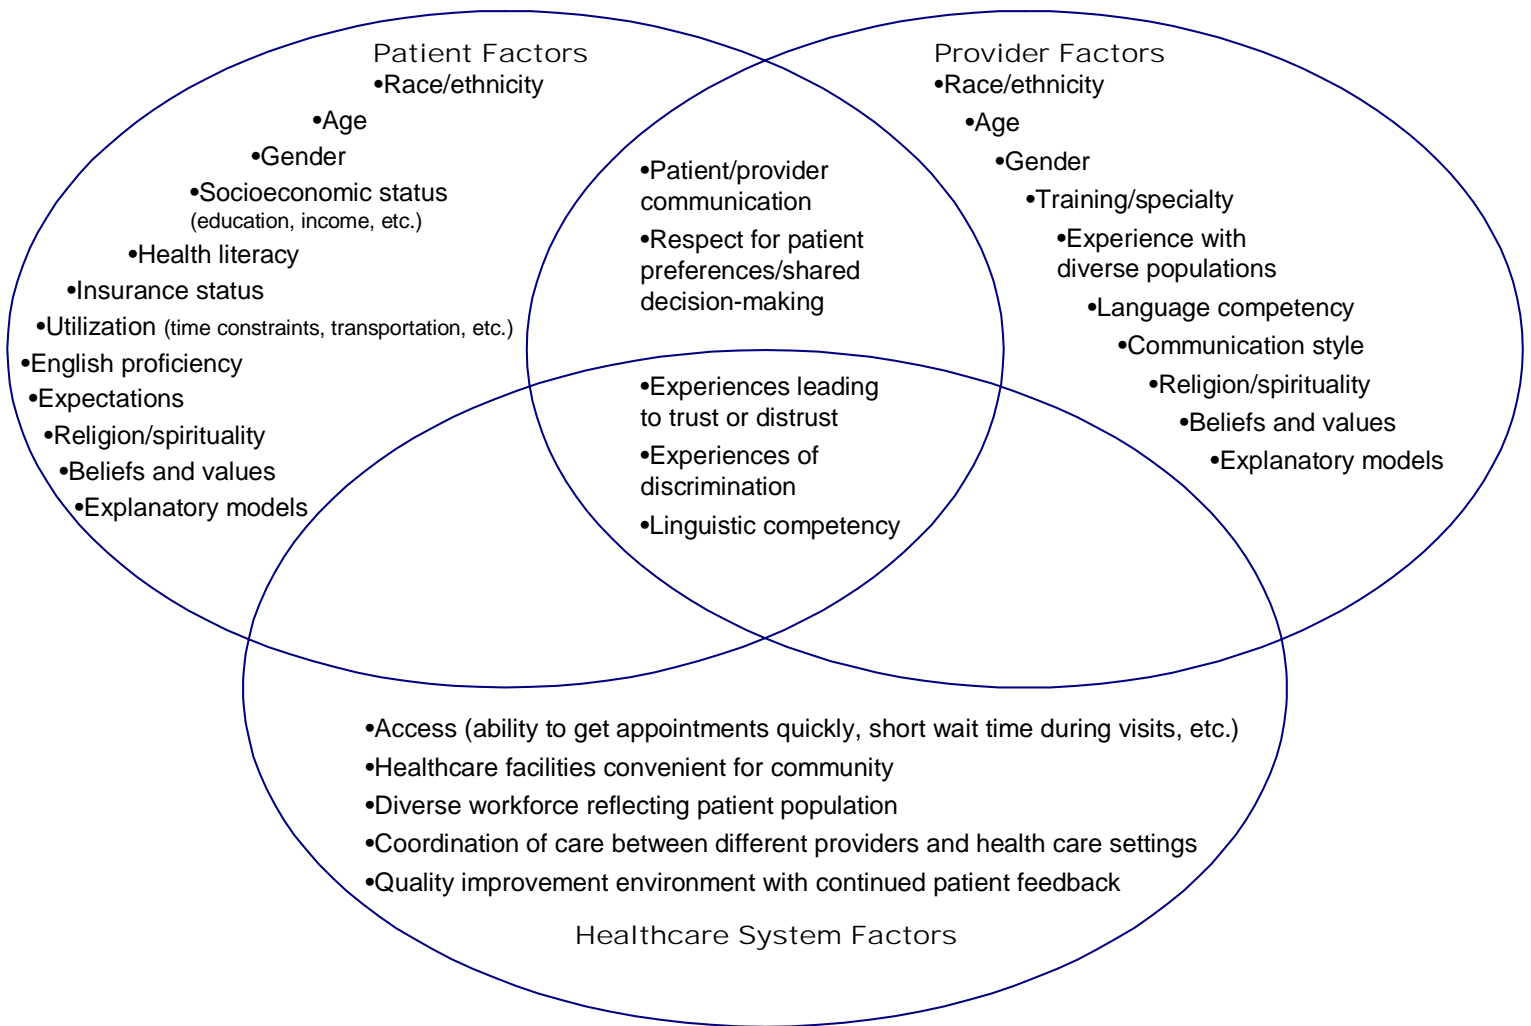 Patient Factors
•Race/ethnicity
•Age
•Gender
•Socioeconomic status
(education, income, etc.)
•Health literacy
•Insurance status
•Utilization (time constraints, transportation, etc.)
•English proficiency
•Expectations
•Religion/spirituality
•Beliefs and values
•Explanatory models
•Patient/provider
communication
•Respect for patient
preferences/shared
decision-making
•Experiences leading
to trust or distrust
•Experiences of
discrimination
•Linguistic competency
Provider Factors
•Race/ethnicity
•Age
•Gender
•Training/specialty
•Experience with
diverse populations
•Language competency
•Communication style
•Religion/spirituality
•Beliefs and values
•Explanatory models
•Access (ability to get appointments quickly, short wait time during visits, etc.)
•Healthcare facilities convenient for community
•Diverse workforce reflecting patient population
•Coordination of care between different providers and health care settings
•Quality improvement environment with continued patient feedback
Healthcare System Factors